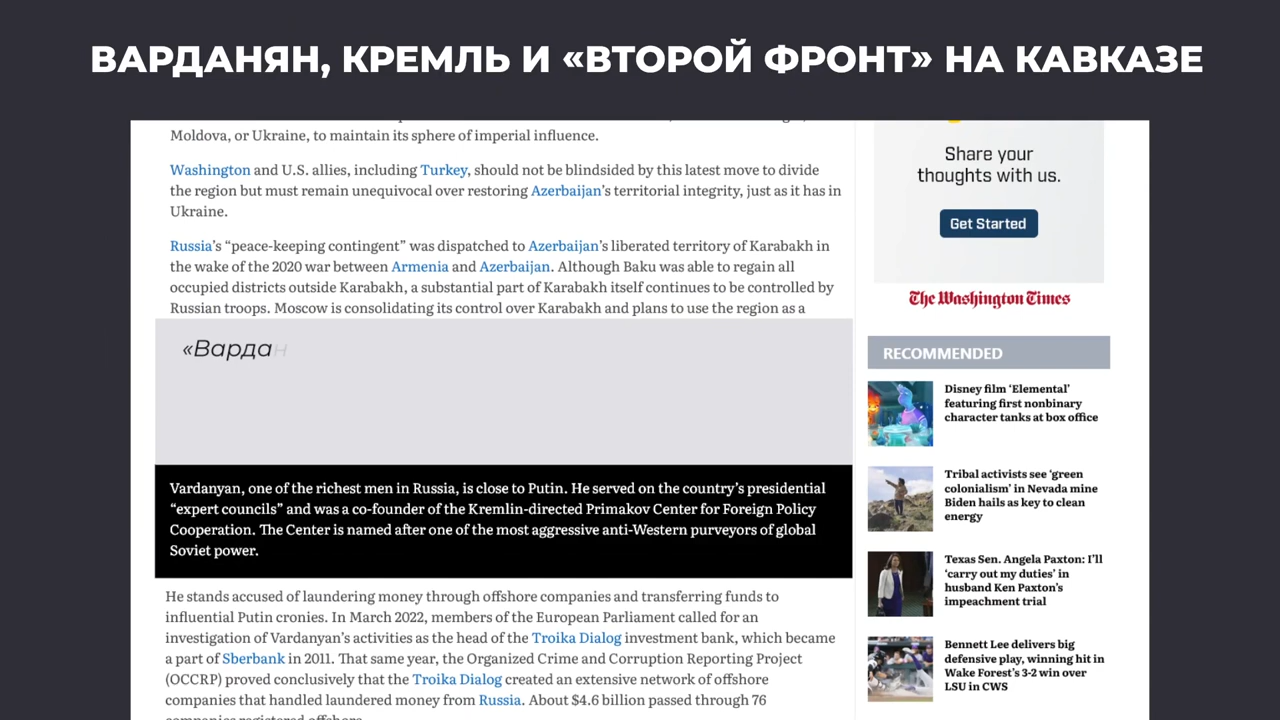 ВАРДАНЯН, КРЕМЛЬ И «ВТОРОЙ ФРОНТ» НА КАВКАЗЕ
Moldova, or Ukraine, to maintain its sphere of imperial influence.
Washington and U.S. allies, including Turkey, should not be blindsided by this latest move to divide
the region but must remain unequivocal over restoring Azerbaijan’s territorial integrity, just as it has in
Ukraine.
Russia’s “peace-keeping contingent” was dispatched to Azerbaijan’s liberated territory of Karabakh in
the wake of the 2020 war between Armenia and Azerbaijan. Although Baku was able to regain all
occupied districts outside Karabakh, a substantial part of Karabakh itself continues to be controlled by
Russian troops. Moscow is consolidating its control over Karabakh and plans to use the region as a
«Вардан
Vardanyan, one of the richest men in Russia, is close to Putin. He served on the country’s presidential
“expert councils” and was a co-founder of the Kremlin-directed Primakov Center for Foreign Policy
Cooperation. The Center is named after one of the most aggressive anti-Western purveyors of global
Soviet power.
He stands accused of laundering money through offshore companies and transferring funds to
influential Putin cronies. In March 2022, members of the European Parliament called for an
investigation of Vardanyan’s activities as the head of the Troika Dialog investment bank, which became
a part of Sberbank in 2011. That same year, the Organized Crime and Corruption Reporting Project
(OCCRP) proved conclusively that the Troika Dialog created an extensive network of offshore
companies that handled laundered money from Russia. About $4.6 billion passed through 76
companies registered offshore.
Share your
thoughts with us.
Get Started
The Washington Times
RECOMMENDED
Disney film ‘Elemental’
featuring first nonbinary
character tanks at box office
Tribal activists see ‘green
colonialism’ in Nevada mine
Biden hails as key to clean
energy
Texas Sen. Angela Paxton: I’ll
‘carry out my duties’ in
husband Ken Paxton’s
impeachment trial
Bennett Lee delivers big
defensive play, winning hit in
Wake Forest’s 3-2 win over
LSU in CWS